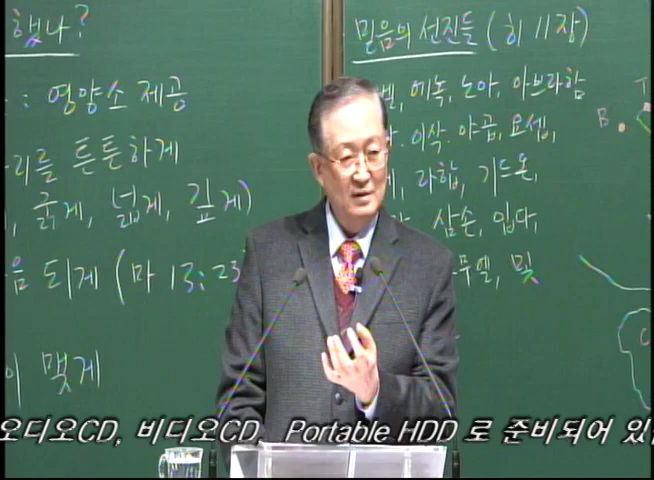 했나?
: 영양소 제공
리를 튼튼하게
굵게, 넓게, 깊게)
음 되게 (마 13:23
이 맺게
믿음의 선진들 (히 11장)
벨, 에녹, 노아, 아브라함
이삭. 야곱, 요셉,
라합, 기드온,
삼손, 입다,
무엘, 및
B
T
오디오CD, 비디오CD, Portable HDD 로 준비되어 있